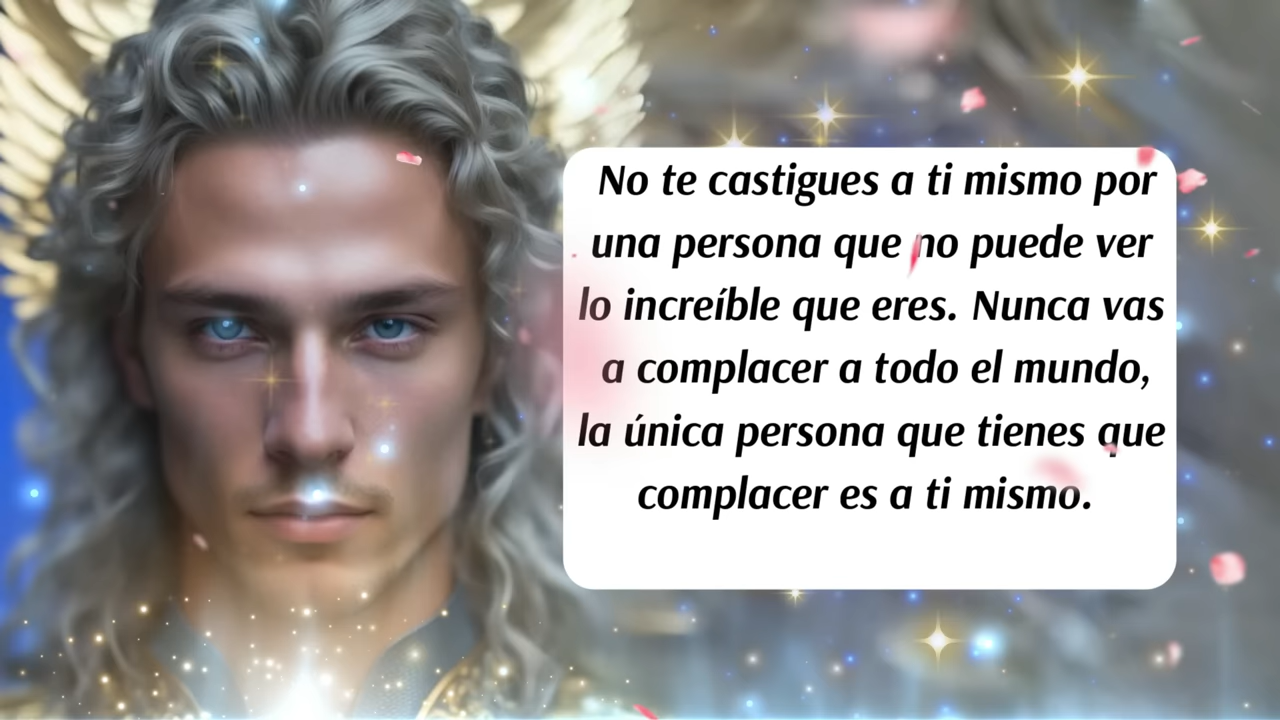 No te castigues a ti mismo por
una persona que no puede ver
lo increíble que eres. Nunca vas
a complacer a todo el mundo,
la única persona que tienes que
complacer es a ti mismo.